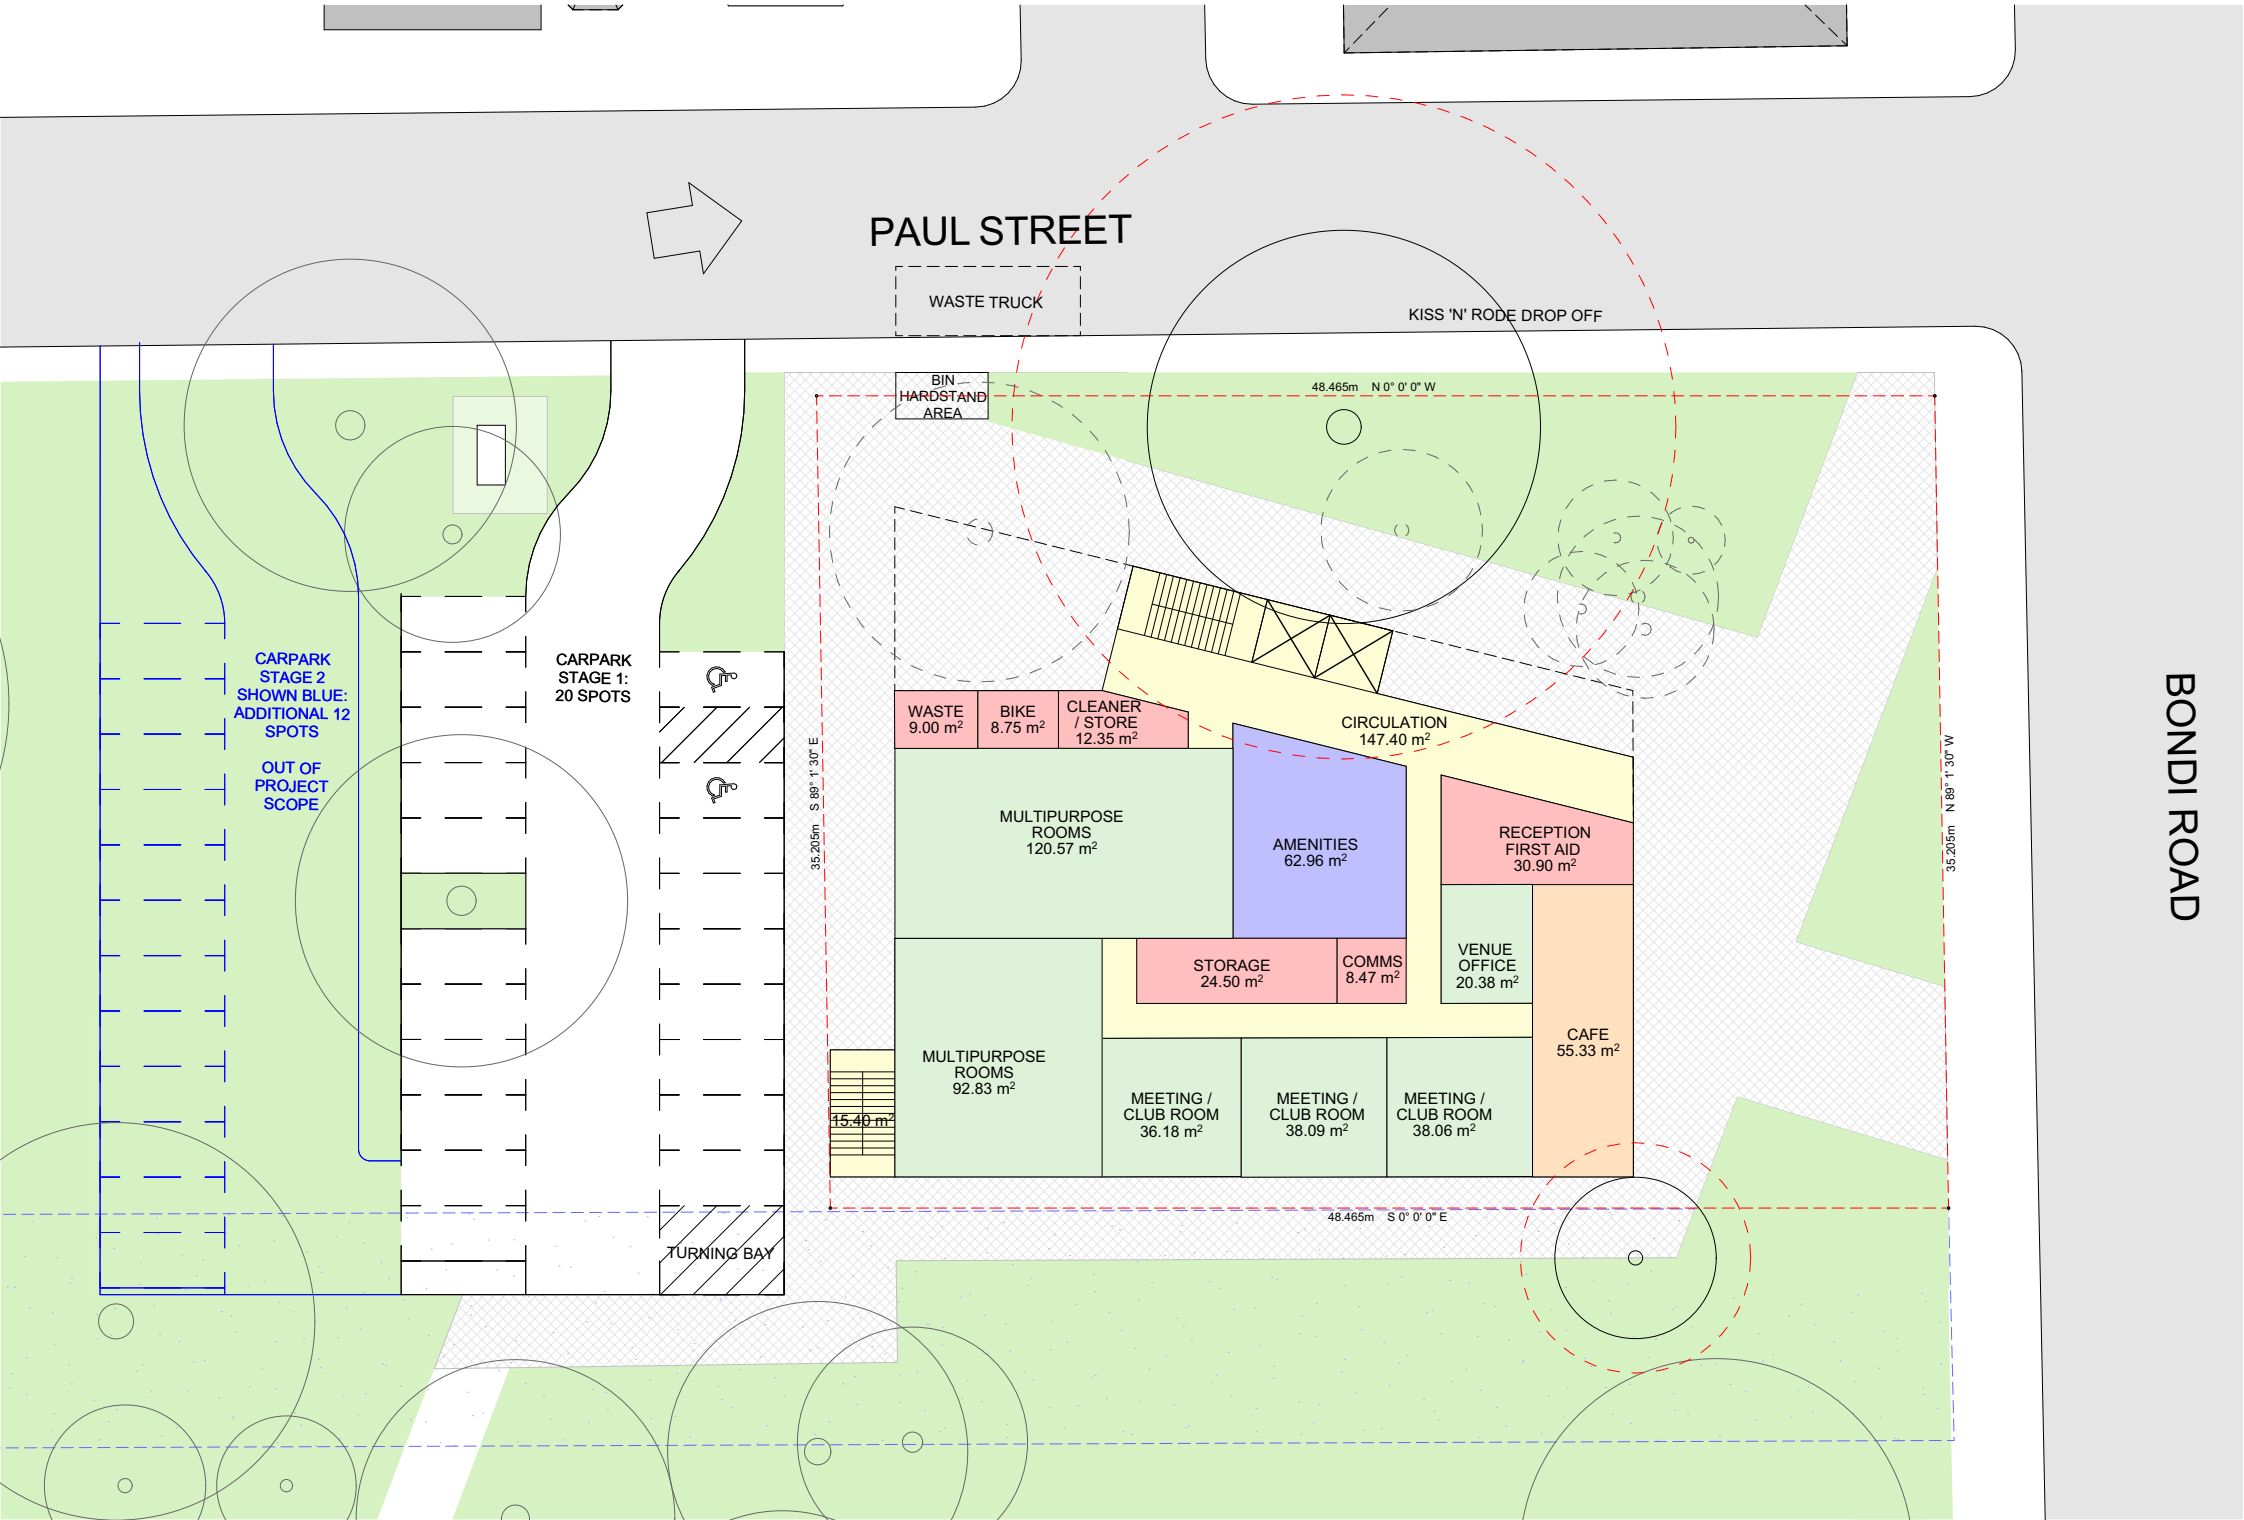 PAUL STREET
WASTE TRUCK
KISS 'N' RODE DROP OFF
BIN
HARDSTAND
AREA
48.465m N 0° 0' 0" W
CARPARK
STAGE 2
SHOWN BLUE:
ADDITIONAL 12
SPOTS
OUT OF
PROJECT
SCOPE
CARPARK
STAGE 1:
20 SPOTS
WASTE
9.00 m²
BIKE
8.75 m²
CLEANER
/ STORE
12.35 m²
CIRCULATION
147.40 m²
35.205m S 89° 1' 30" E
MULTIPURPOSE
ROOMS
120.57 m²
AMENITIES
62.96 m²
RECEPTION
FIRST AID
30.90 m²
35.205m N 89° 1' 30" W
BONDI ROAD
STORAGE
24.50 m²
COMMS
8.47 m²
VENUE
OFFICE
20.38 m²
CAFE
55.33 m²
MULTIPURPOSE
ROOMS
92.83 m²
15.40 m²
MEETING /
CLUB ROOM
36.18 m²
MEETING /
CLUB ROOM
38.09 m²
MEETING /
CLUB ROOM
38.06 m²
48.465m S 0° 0' 0" E
TURNING BAY